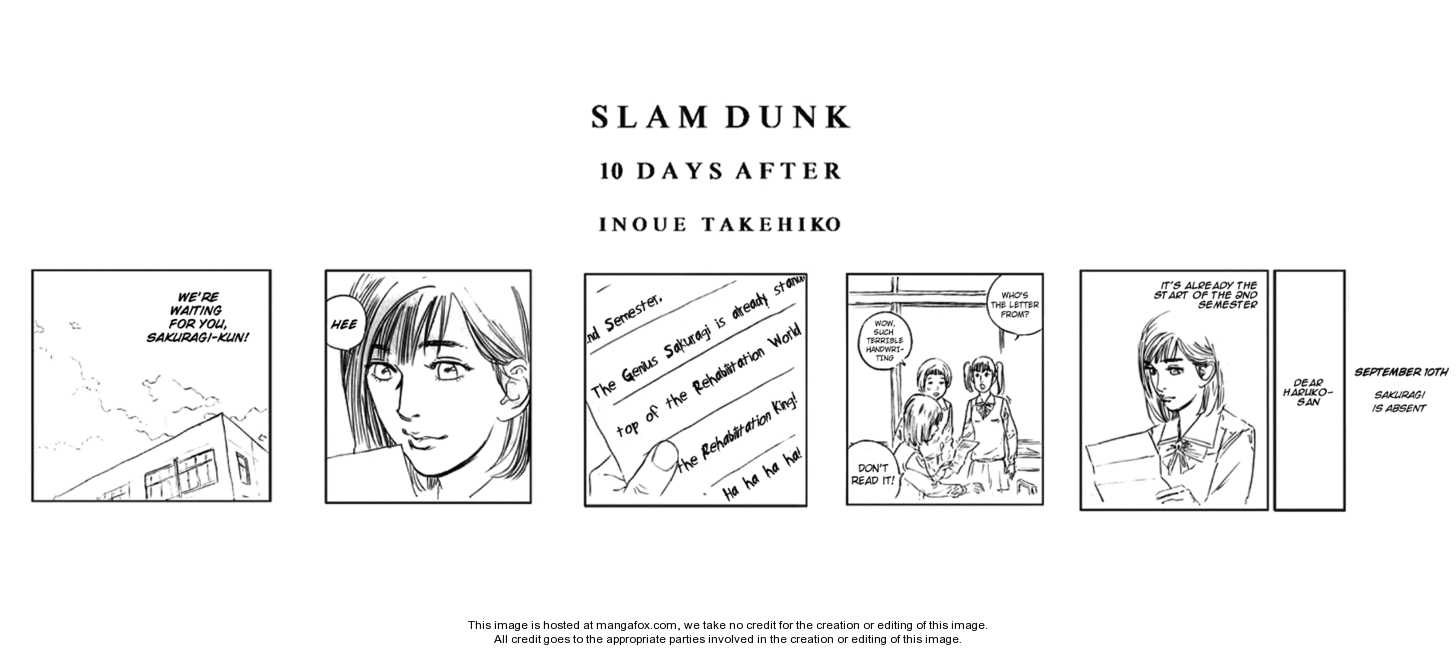 SLAM DUNK
10 DAYS AFTER
INOUE TAKEHIKO
SEPTEMBER 10TH
SAKURAGI
IS ABSENT
DEAR
HARUKO-
SAN
IT'S ALREADY THE
START OF THE 2ND
SEMESTER
WHO'S
THE LETTER
FROM?
WOW,
SUCH
TERRIBLE
HANDWRI-
TING
DON'T
READ IT!
nd Semester.
The Genius Sakuragi is already stand
top of the Rehabilitation World
the Rehabilitation King!
Ha ha ha ha!
HEE
WE'RE
WAITING
FOR YOU,
SAKURAGI-KUN!
This image is hosted at mangafox.com, we take no credit for the creation or editing of this image.
All credit goes to the appropriate parties involved in the creation or editing of this image.